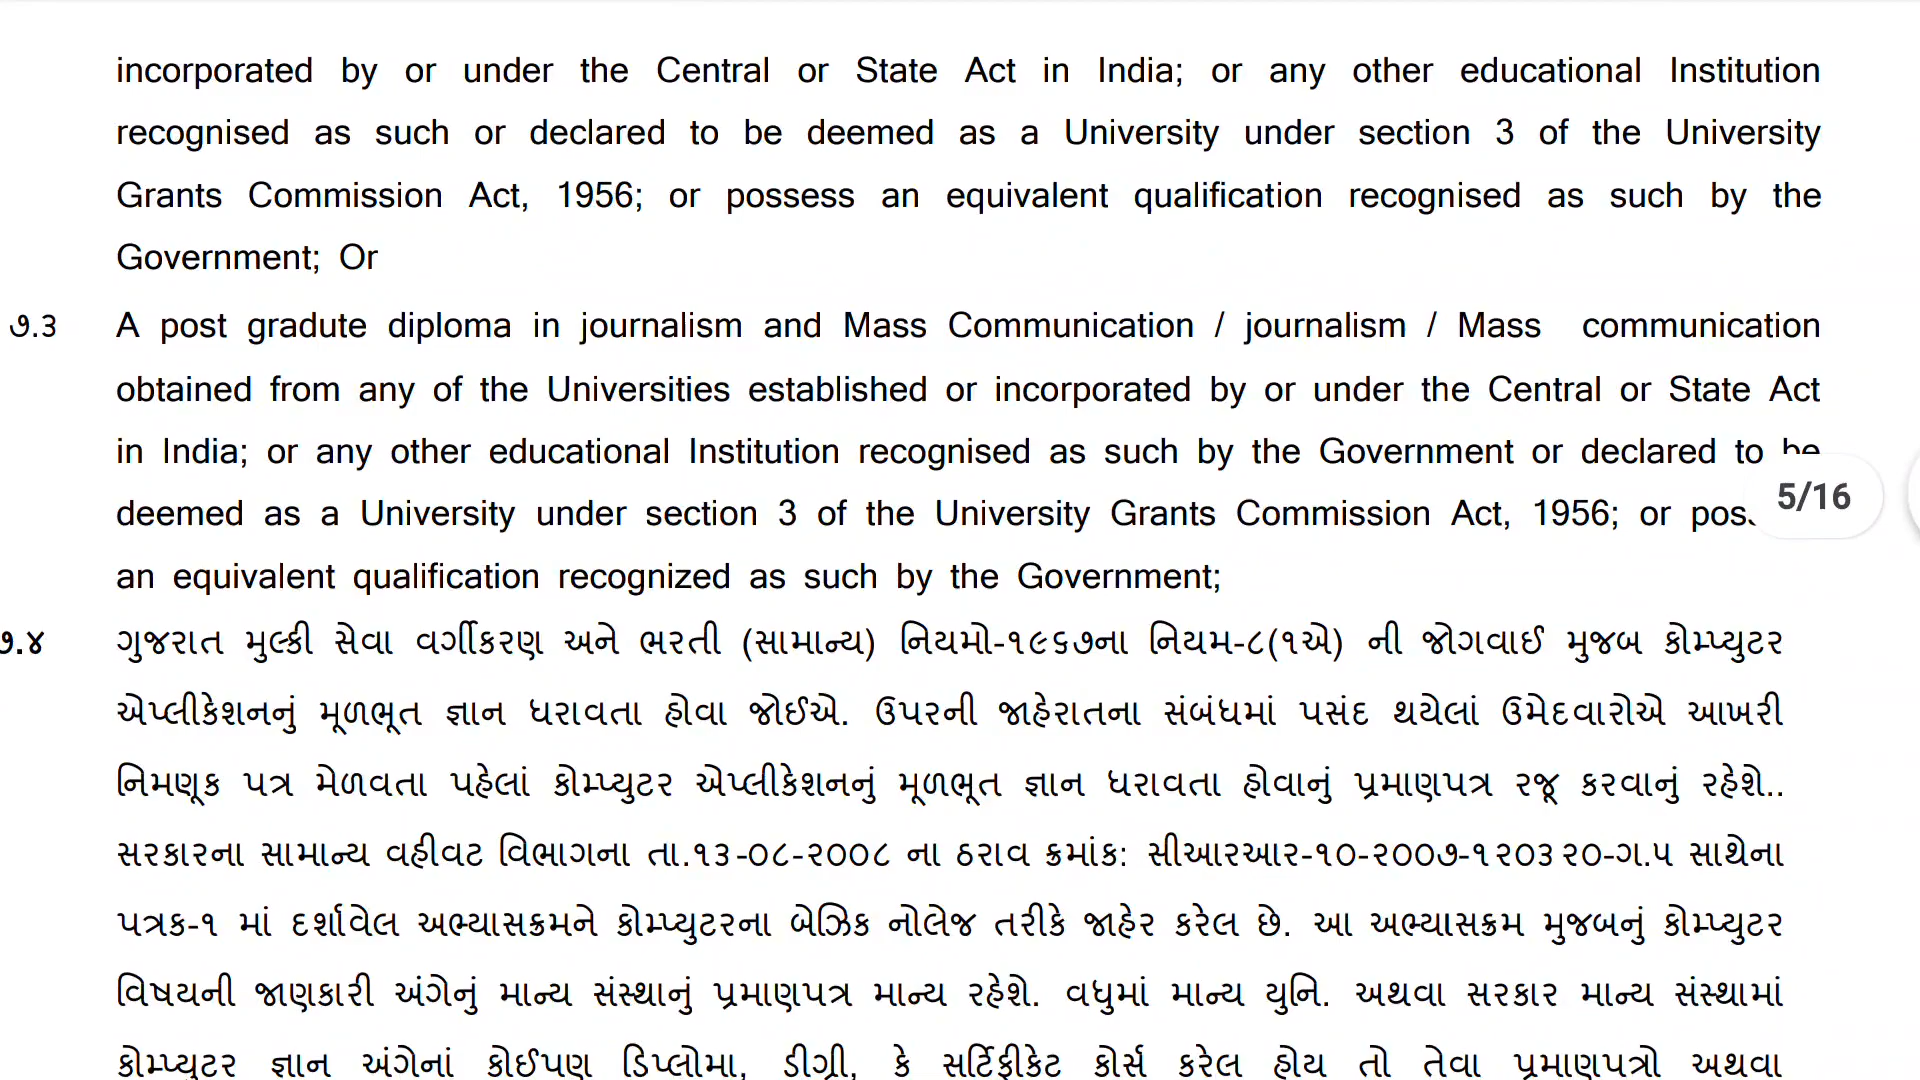 incorporated by or under the Central or State Act in India; or any other educational Institution
recognised as such or declared to be deemed as a University under section 3 of the University
Grants Commission Act, 1956; or possess an equivalent qualification recognised as such by the
Government; Or
૭.3 A post gradute diploma in journalism and Mass Communication / journalism / Mass communication
obtained from any of the Universities established or incorporated by or under the Central or State Act
in India; or any other educational Institution recognised as such by the Government or declared to be
deemed as a University under section 3 of the University Grants Commission Act, 1956; or
5/16
an equivalent qualification recognized as such by the Government;
૭.૪ ગુજરાત મુલ્કી સેવા વર્ગીકરણ અને ભરતી (સામાન્ય) નિયમો-૧૯૬૭ના નિયમ-૮(૧એ) ની જોગવાઈ મુજબ કોમ્પ્યુટર
એપ્લીકેશનનું મૂળભૂત જ્ઞાન ધરાવતા હોવા જોઈએ. ઉપરની જાહેરાતના સંબંધમાં પસંદ થયેલાં ઉમેદવારોએ આખરી
નિમણૂક પત્ર મેળવતા પહેલાં કોમ્પ્યુટર એપ્લીકેશનનું મૂળભૂત જ્ઞાન ધરાવતા હોવાનું પ્રમાણપત્ર રજૂ કરવાનું રહેશે..
સરકારના સામાન્ય વહીવટ વિભાગના તા.૧૩-૦૮-૨૦૦૮ ના ઠરાવ ક્રમાંક: સીઆરઆર-૧૦-૨૦૦૭-૧૨૦૩૨૦-ગ.૫ સાથેના
પત્રક-૧ માં દર્શાવેલ અભ્યાસક્રમને કોમ્પ્યુટરના બેઝિક નોલેજ તરીકે જાહેર કરેલ છે. આ અભ્યાસક્રમ મુજબનું કોમ્પ્યુટર
વિષયની જાણકારી અંગેનું માન્ય સંસ્થાનું પ્રમાણપત્ર માન્ય રહેશે. વધુમાં માન્ય યુનિ. અથવા સરકાર માન્ય સંસ્થામાં
કોમ્પ્યુટર જ્ઞાન અંગેનાં કોઈપણ ડિપ્લોમા, ડીગ્રી, કે સર્ટિફીકેટ કોર્સ કરેલ હોય તો તેવા પ્રમાણપત્રો અથવા